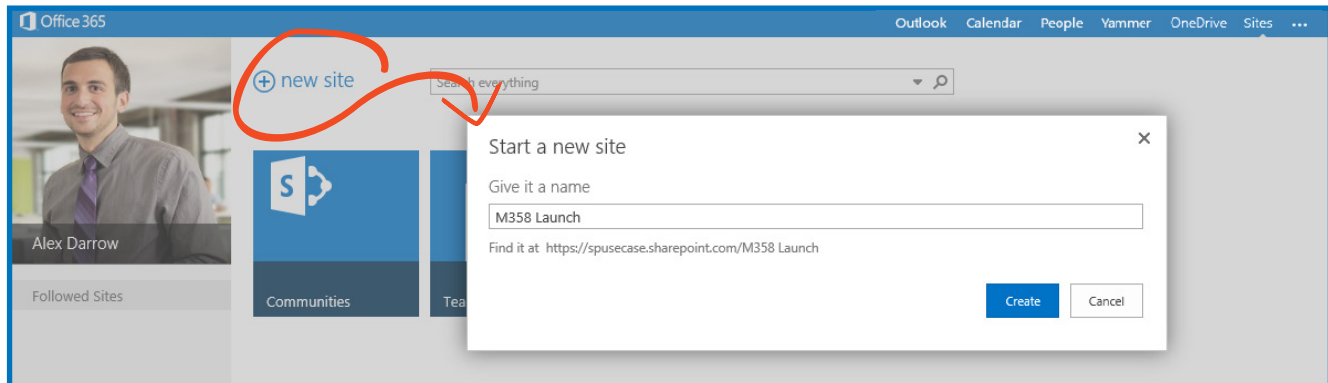 Office 365
Outlook Calendar People Yammer OneDrive Sites ...
new site
Search everything
Start a new site
Give it a name
M358 Launch
Find it at https://spusecase.sharepoint.com/M358 Launch
Create Cancel
Alex Darrow
Followed Sites
S
Communities